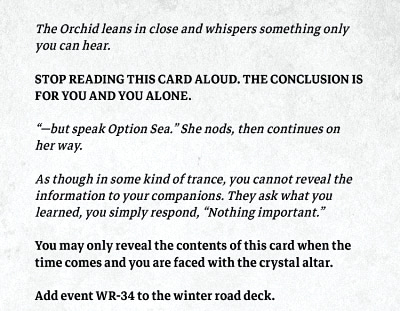 The Orchid leans in close and whispers something only
you can hear.
STOP READING THIS CARD ALOUD. THE CONCLUSION IS
FOR YOU AND YOU ALONE.
“—but speak Option Sea.” She nods, then continues on
her way.
As though in some kind of trance, you cannot reveal the
information to your companions. They ask what you
learned, you simply respond, “Nothing important.”
You may only reveal the contents of this card when the
time comes and you are faced with the crystal altar.
Add event WR-34 to the winter road deck.